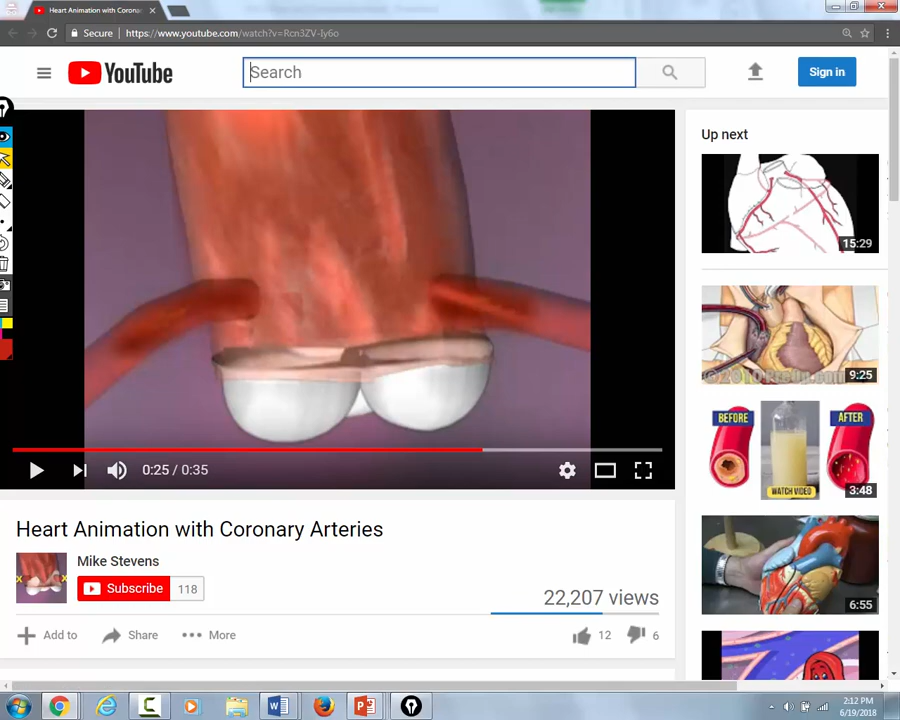 Heart Animation with Corona
Secure https://www.youtube.com/watch?v=Rcn3ZV-Iy6o
YouTube
Search
Sign in
Up next
15:29
9:25
BEFORE
AFTER
WATCH VIDEO
3:48
6:55
0:25 / 0:35
Heart Animation with Coronary Arteries
Mike Stevens
Subscribe 118
22,207 views
Add to Share More 12 6
2:12 PM
6/19/2018